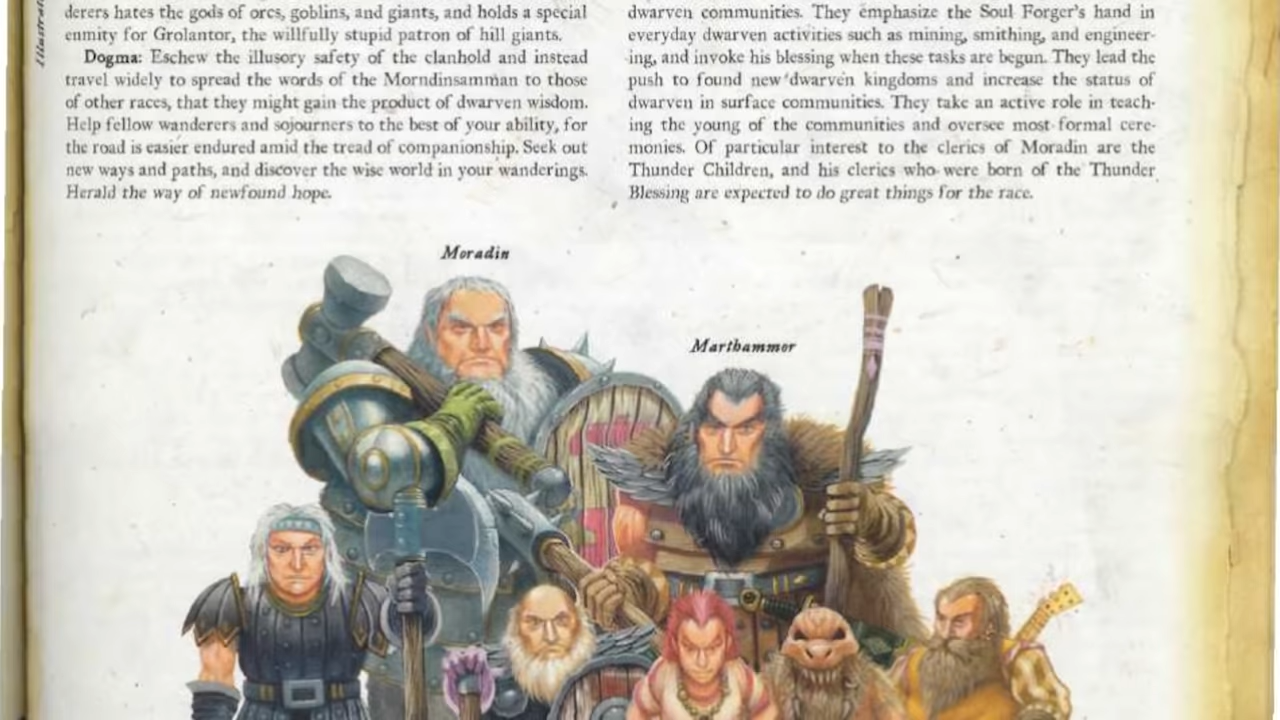 derers hates the gods of orcs, goblins, and giants, and holds a special
enmity for Grolantor, the willfully stupid patron of hill giants.
Dogma: Eschew the illusory safety of the clanhold and instead
travel widely to spread the words of the Morndinsamman to those
of other races, that they might gain the product of dwarven wisdom.
Help fellow wanderers and sojourners to the best of your ability, for
the road is easier endured amid the tread of companionship. Seek out
new ways and paths, and discover the wise world in your wanderings.
Herald the way of newfound hope.
dwarven communities. They emphasize the Soul Forger's hand in
everyday dwarven activities such as mining, smithing, and engineer-
ing, and invoke his blessing when these tasks are begun. They lead the
push to found new dwarven kingdoms and increase the status of
dwarven in surface communities. They take an active role in teach-
ing the young of the communities and oversee most formal cere-
monies. Of particular interest to the clerics of Moradin are the
Thunder Children, and his clerics who were born of the Thunder
Blessing are expected to do great things for the race.
Moradin
Marthammor